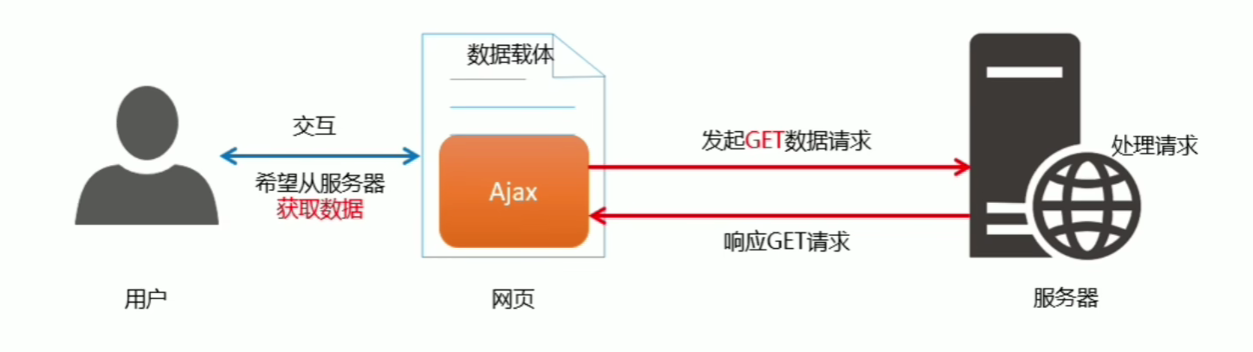 数据载体
交互
希望从服务器
获取数据
Ajax
发起GET数据请求
响应GET请求
处理请求
用户
网页
服务器